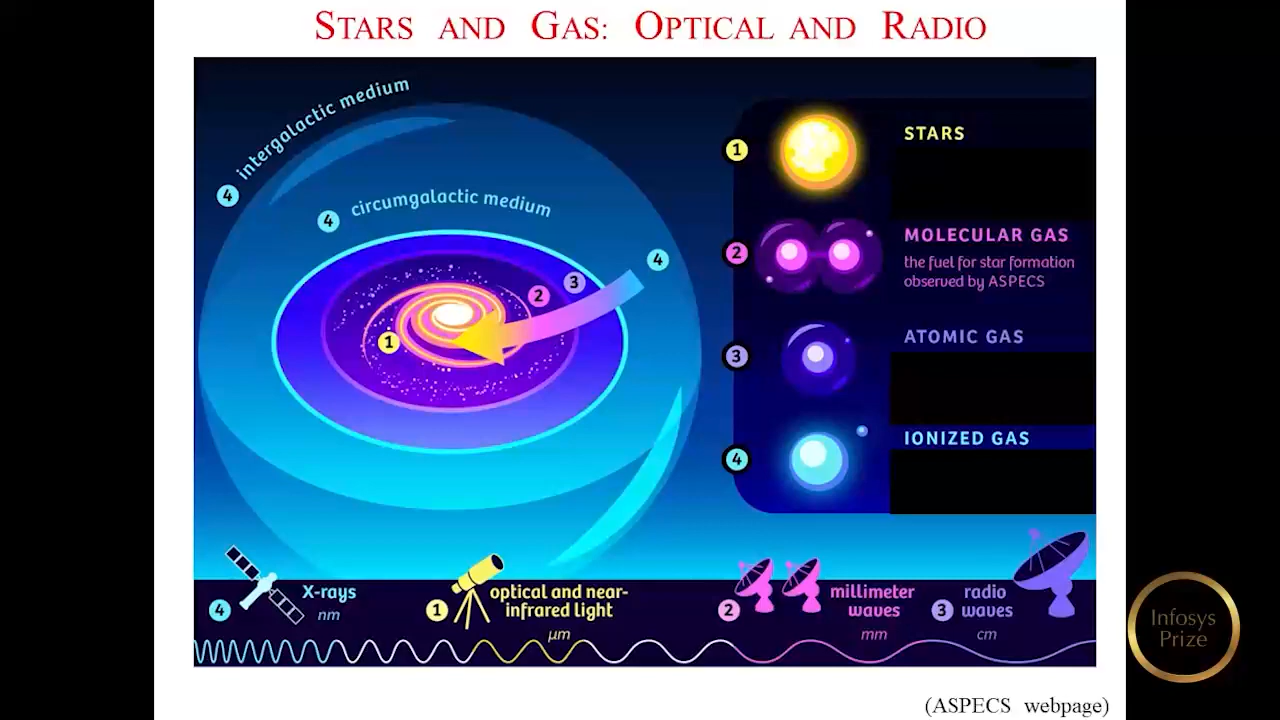 STARS AND GAS: OPTICAL AND RADIO
intergalactic medium
4
4
circumgalactic medium
4
3
2
1
1
STARS
2
MOLECULAR GAS
the fuel for star formation
observed by ASPECS
3
ATOMIC GAS
4
IONIZED GAS
4
X-rays
nm
1
optical and near-
infrared light
μm
2
millimeter
waves
mm
3
radio
waves
cm
Infosys
Prize
(ASPECS webpage)